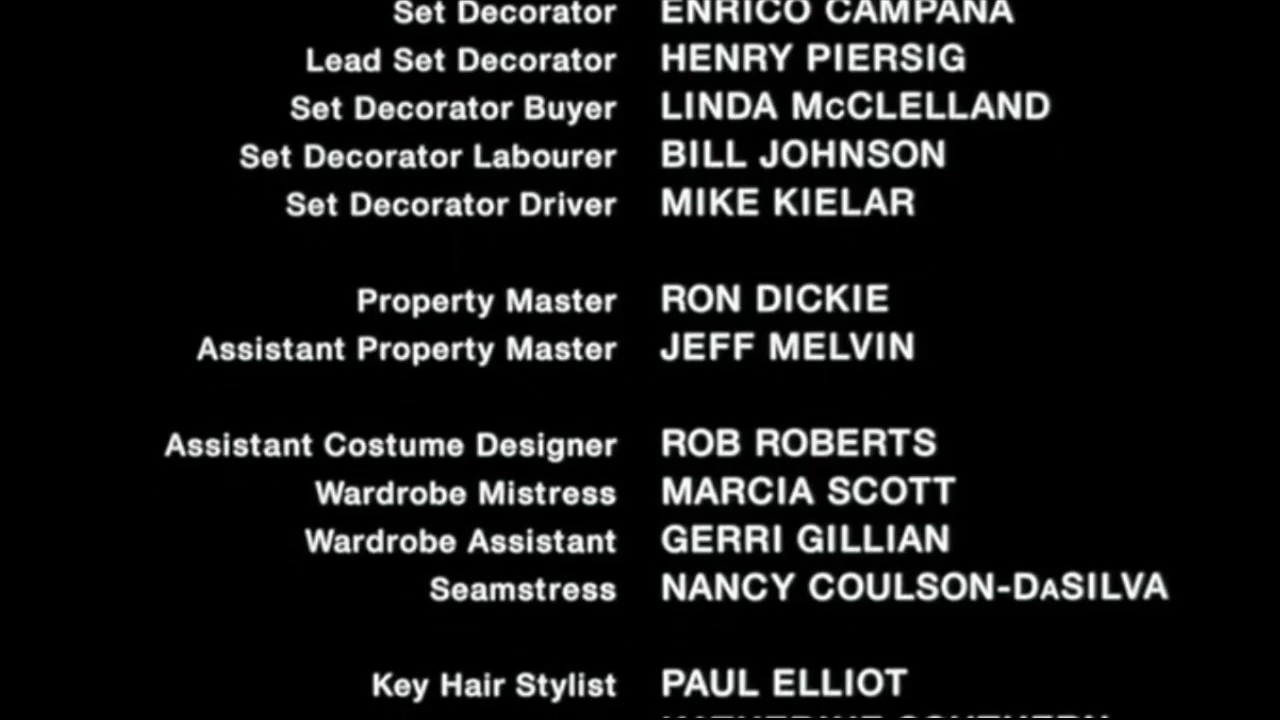 Set Decorator ENRICO CAMPANA
Lead Set Decorator HENRY PIERSIG
Set Decorator Buyer LINDA McCLELLAND
Set Decorator Labourer BILL JOHNSON
Set Decorator Driver MIKE KIELAR
Property Master RON DICKIE
Assistant Property Master JEFF MELVIN
Assistant Costume Designer ROB ROBERTS
Wardrobe Mistress MARCIA SCOTT
Wardrobe Assistant GERRI GILLIAN
Seamstress NANCY COULSON-DaSILVA
Key Hair Stylist PAUL ELLIOT